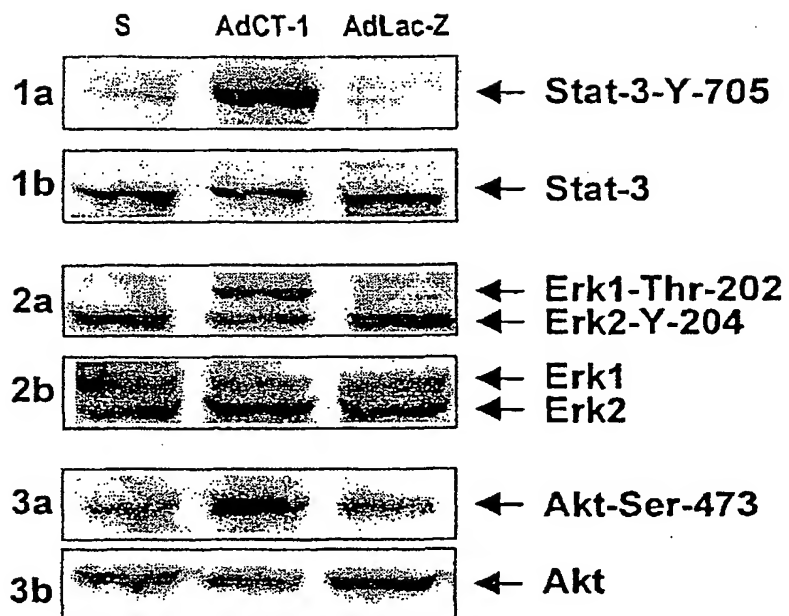 S AdCT-1 AdLac-Z
1a Stat-3-Y-705
1b Stat-3
2a Erk1-Thr-202
Erk2-Y-204
2b Erk1
Erk2
3a Akt-Ser-473
3b Akt